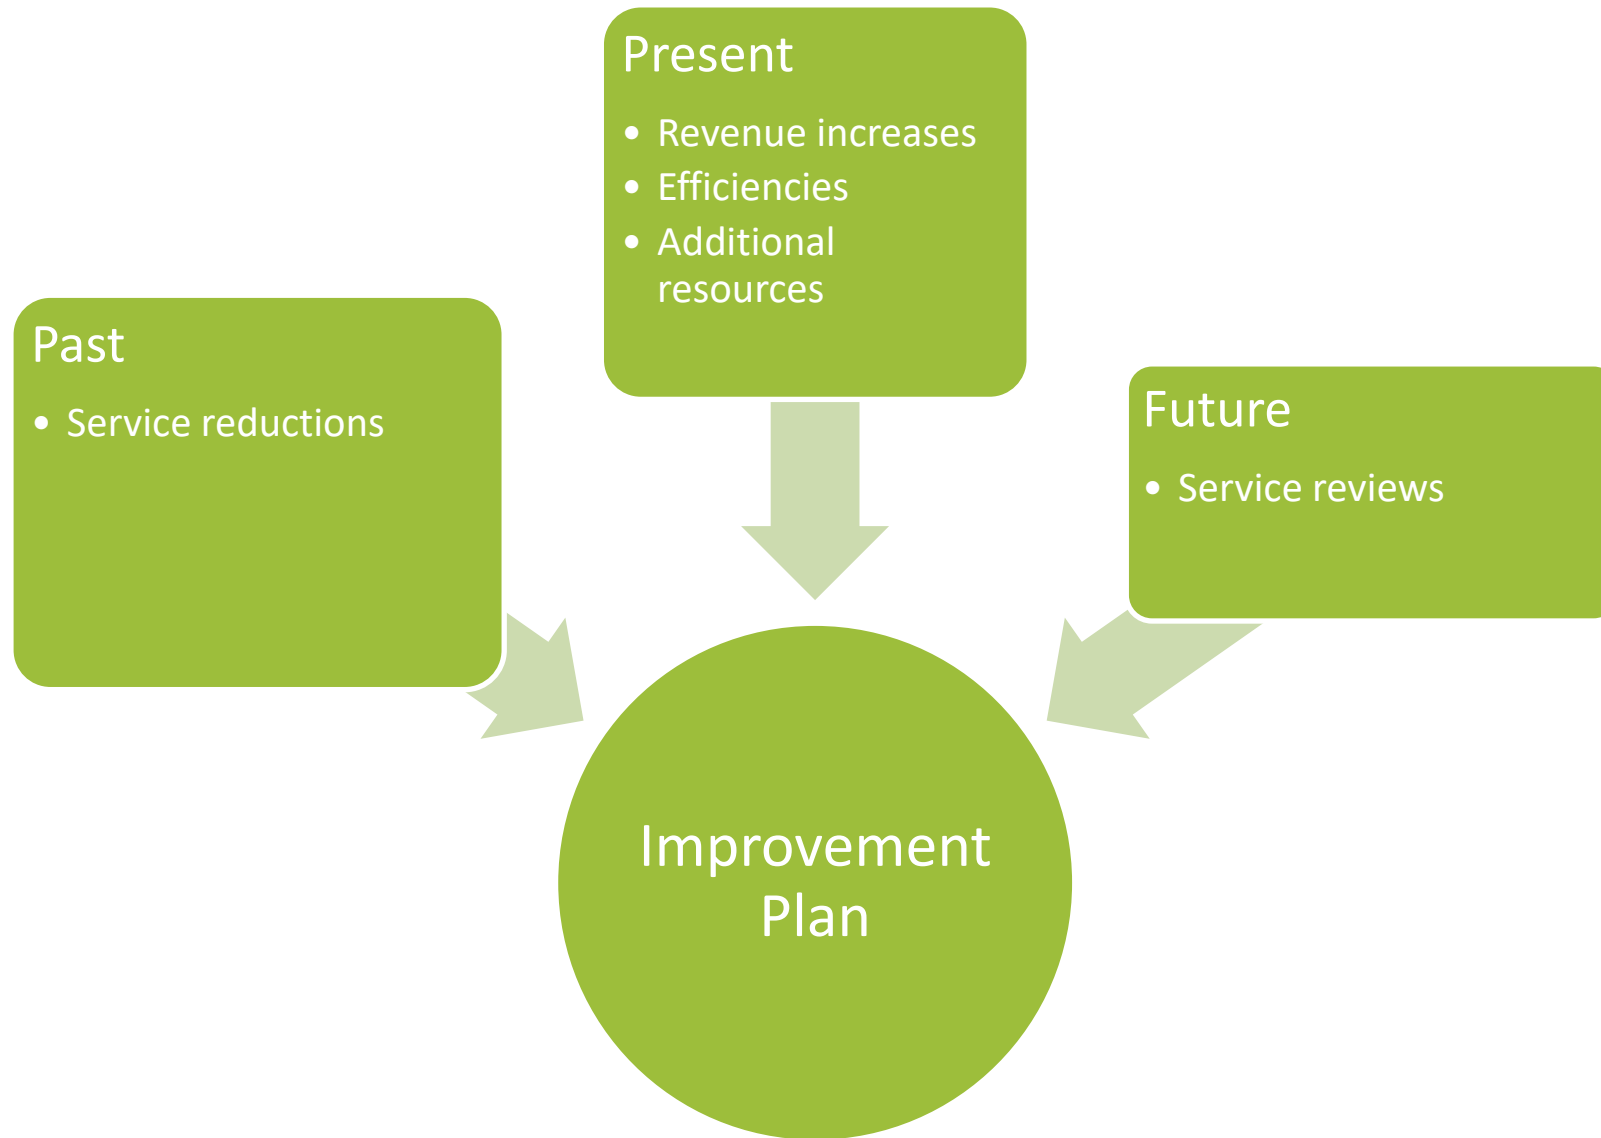 Present
• Revenue increases
• Efficiencies
• Additional
resources
Past
• Service reductions
Future
• Service reviews
Improvement
Plan